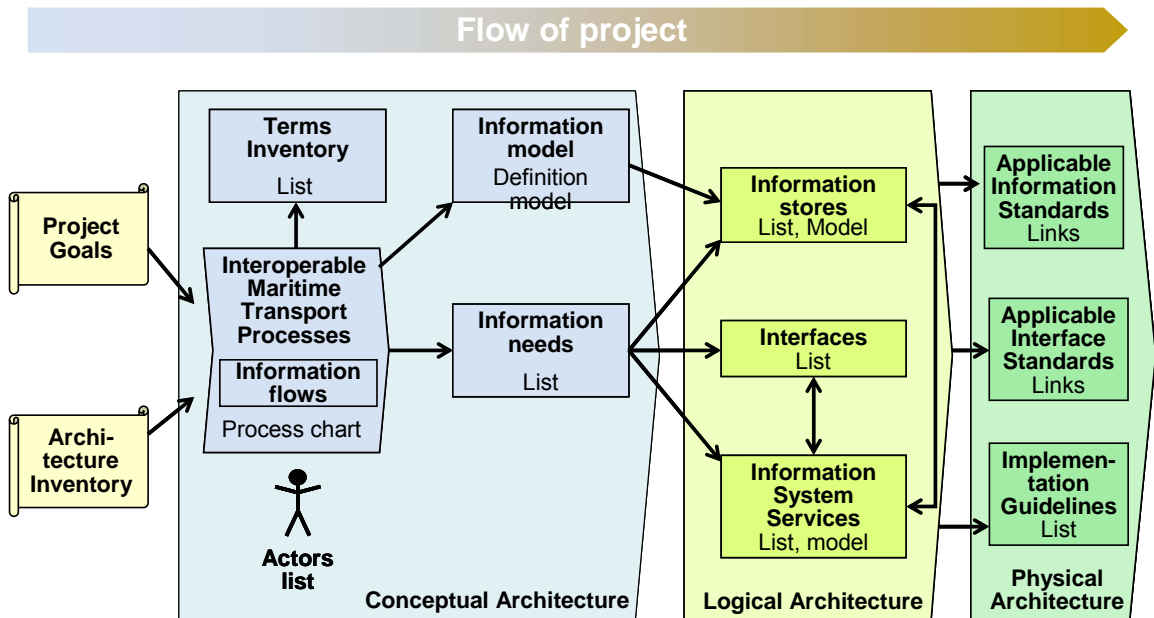 Flow of project
Project
Goals
Archi-
tecture
Inventory
Terms
Inventory
List
Interoperable
Maritime
Transport
Processes
Information
flows
Process chart
Actors
list
Information
model
Definition
model
Information
needs
List
Conceptual Architecture
Information
stores
List, Model
Interfaces
List
Information
System
Services
List, model
Logical Architecture
Applicable
Information
Standards
Links
Applicable
Interface
Standards
Links
Implemen-
tation
Guidelines
List
Physical
Architecture